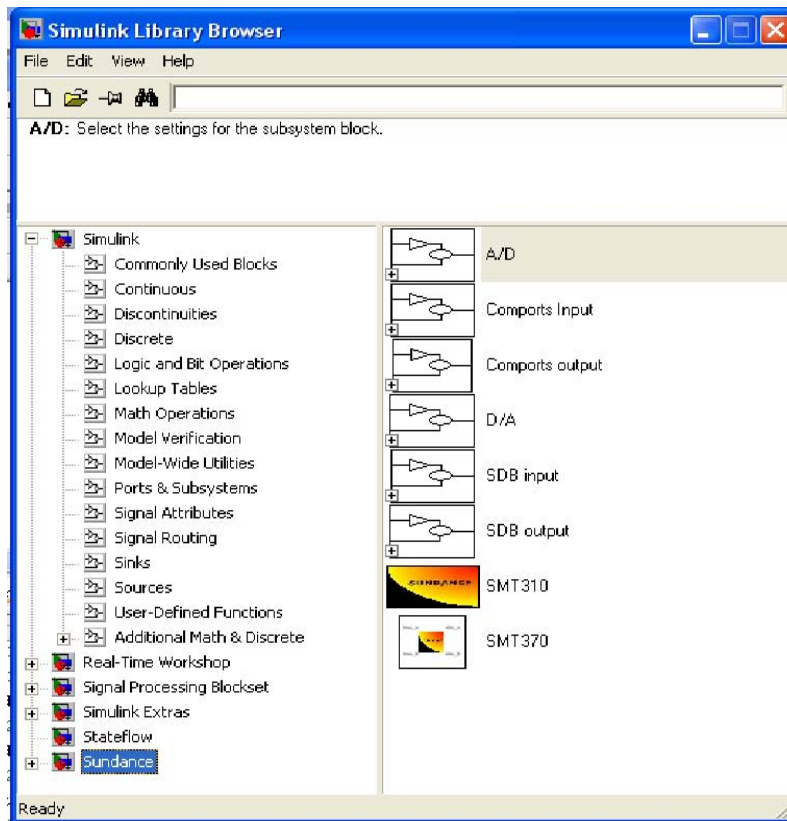 Simulink Library Browser
File Edit View Help
A/D: Select the settings for the subsystem block.
Simulink
Commonly Used Blocks
Continuous
Discontinuities
Discrete
Logic and Bit Operations
Lookup Tables
Math Operations
Model Verification
Model-Wide Utilities
Ports & Subsystems
Signal Attributes
Signal Routing
Sinks
Sources
User-Defined Functions
Additional Math & Discrete
Real-Time Workshop
Signal Processing Blockset
Simulink Extras
Stateflow
Sundance
A/D
Comports Input
Comports output
D/A
SDB input
SDB output
SUNDANCE SMT310
SMT370
Ready